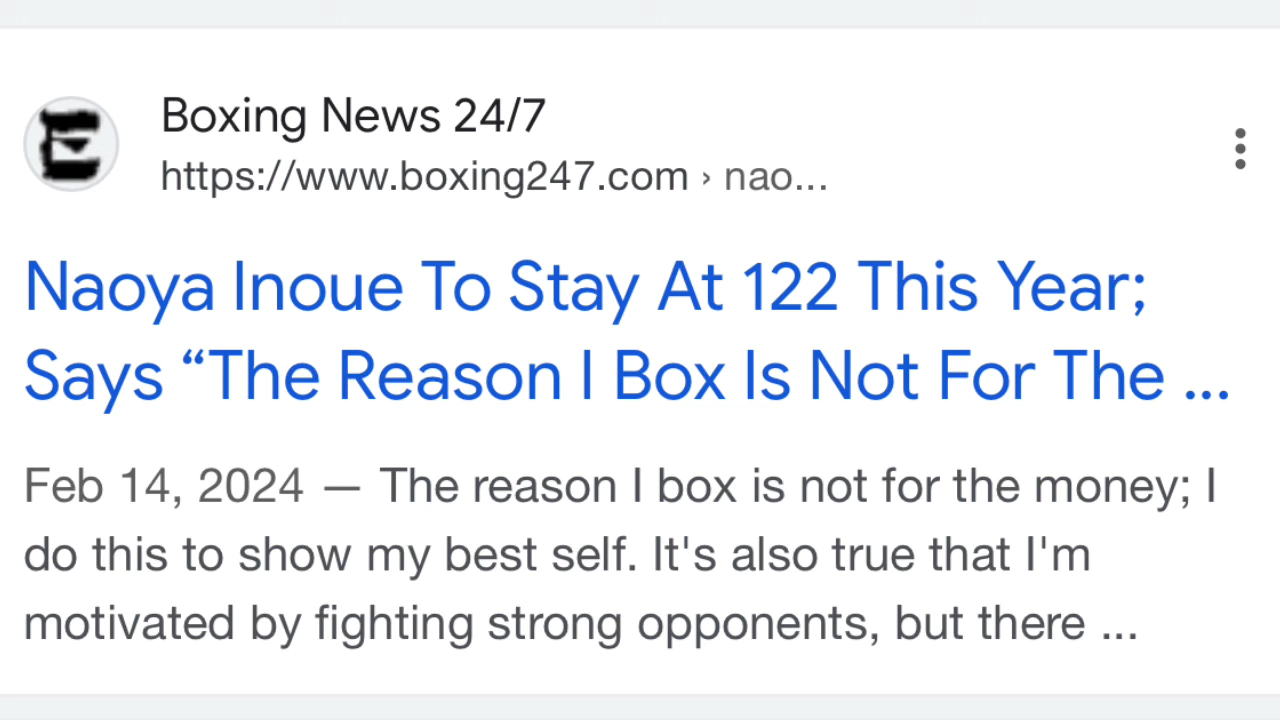 Boxing News 24/7
https://www.boxing247.com › nao...
Naoya Inoue To Stay At 122 This Year;
Says “The Reason I Box Is Not For The ...
Feb 14, 2024 — The reason I box is not for the money; I
do this to show my best self. It's also true that I'm
motivated by fighting strong opponents, but there ...